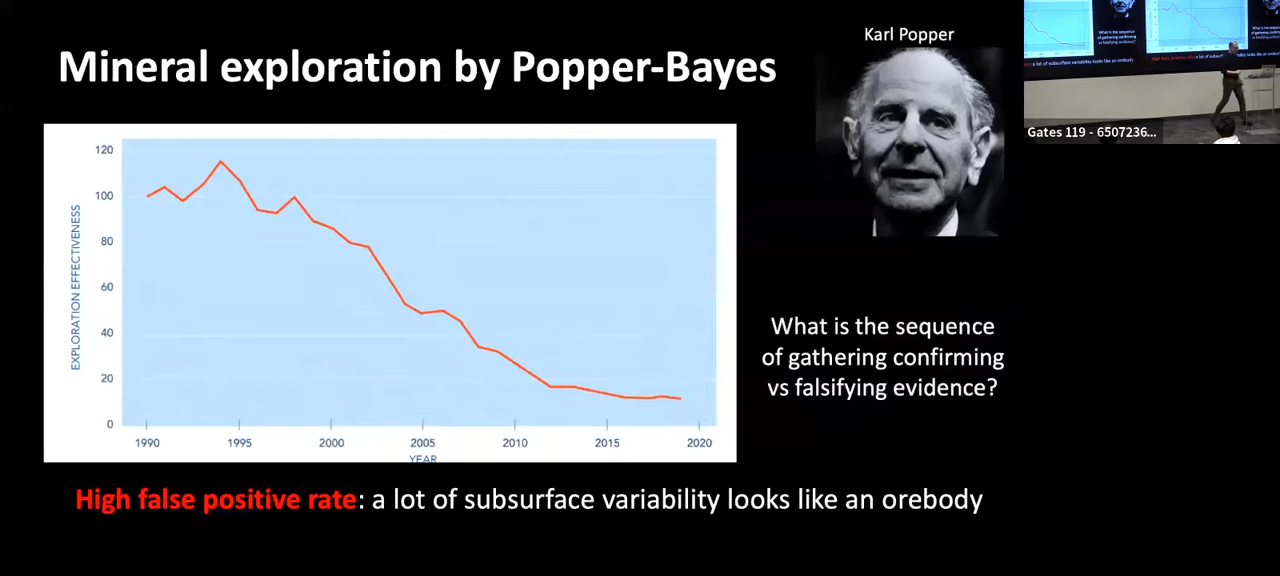 Mineral exploration by Popper-Bayes
Karl Popper
EXPLORATION EFFECTIVENESS
120
100
80
60
40
20
0
1990
1995
2000
2005
2010
2015
2020
YEAR
What is the sequence
of gathering confirming
vs falsifying evidence?
High false positive rate: a lot of subsurface variability looks like an orebody
Gates 119 - 6507236...